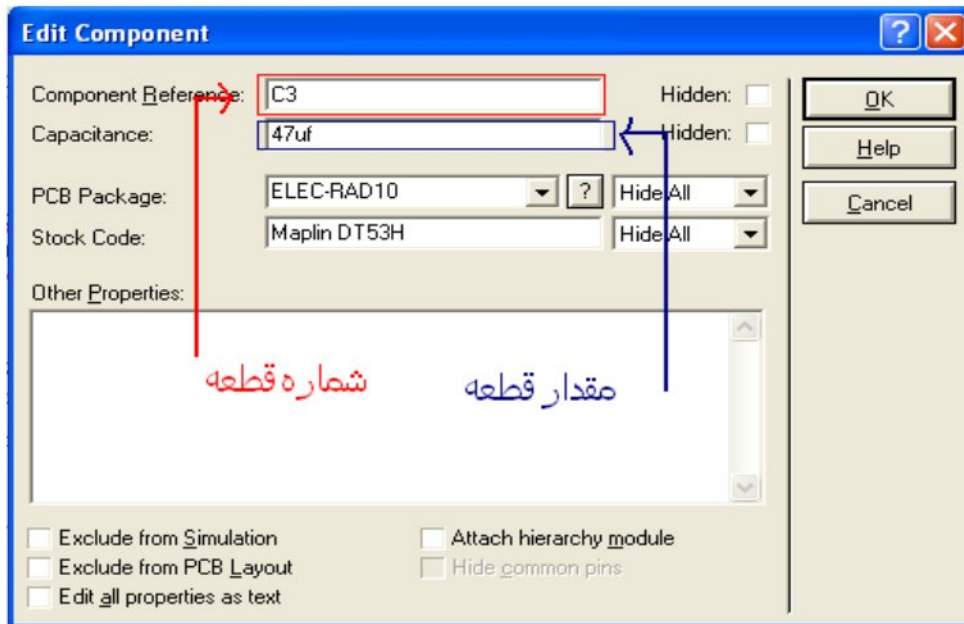 Edit Component
Component Reference: C3 Hidden:
Capacitance: 47uf Hidden:
PCB Package: ELEC-RAD10 ? Hide All
Stock Code: Maplin DT53H Hide All
Other Properties:
شماره قطعه
مقدار قطعه
Exclude from Simulation
Attach hierarchy module
Exclude from PCB Layout
Hide common pins
Edit all properties as text
OK
Help
Cancel